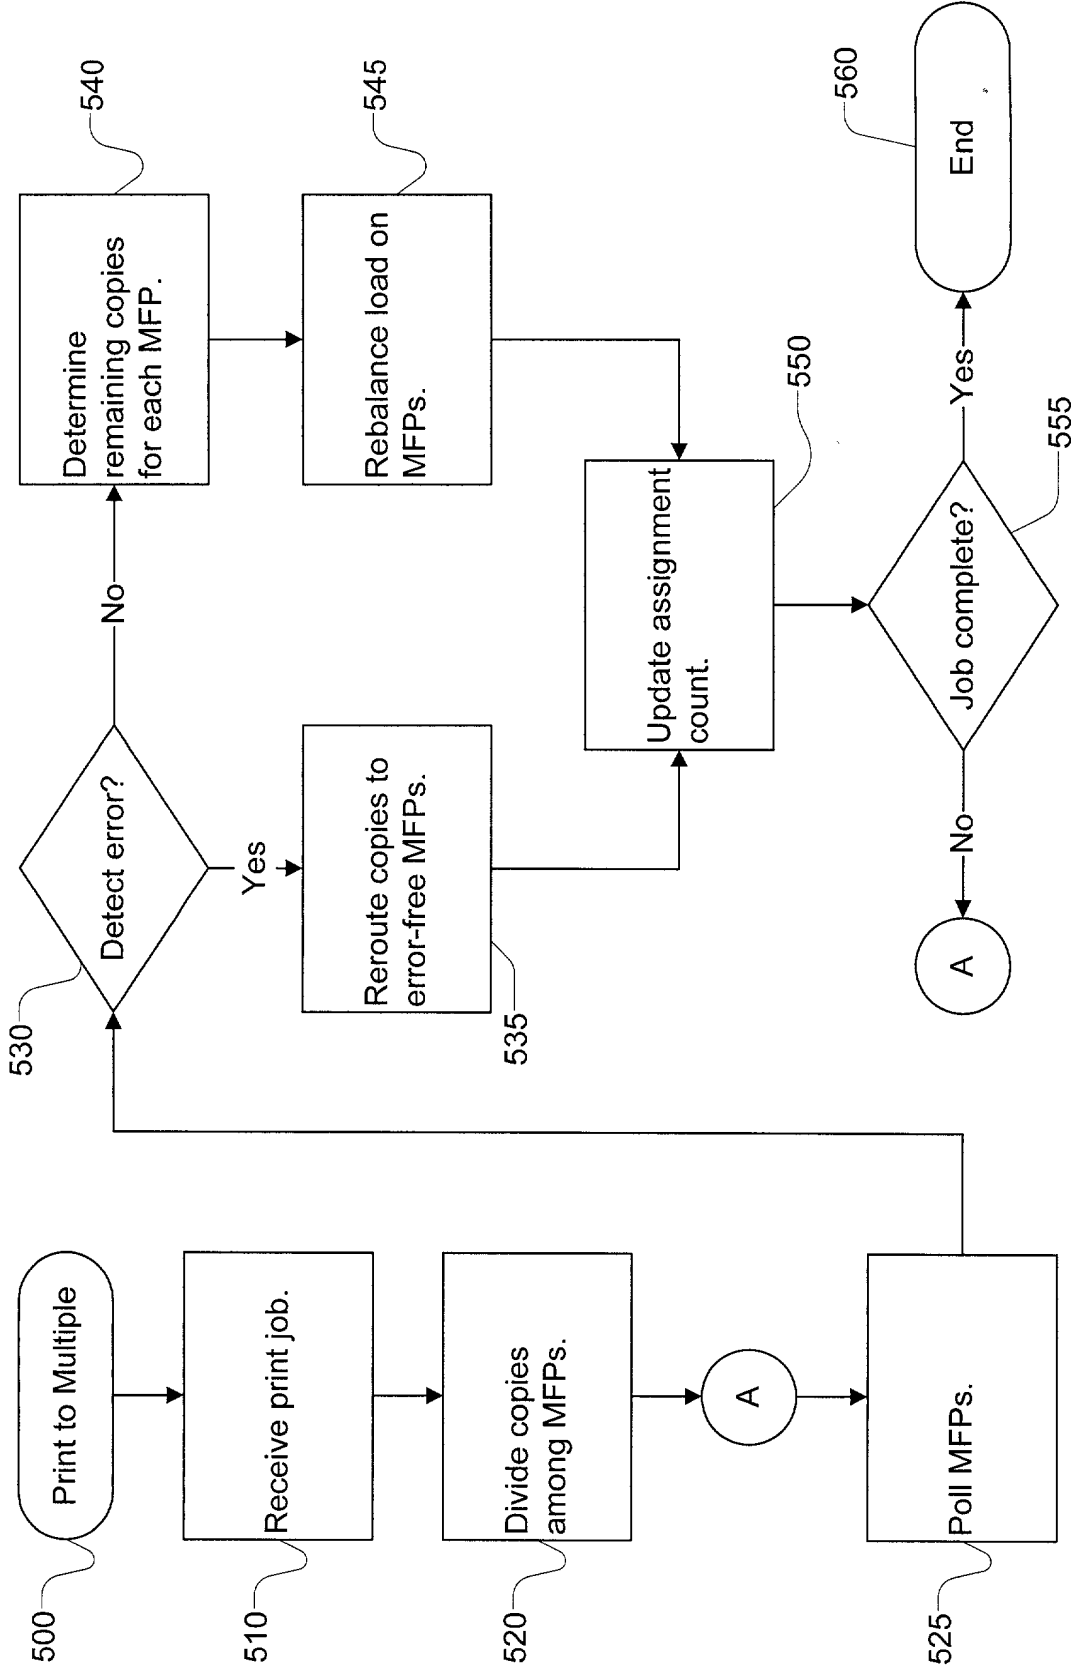 500
Print to Multiple
510
Receive print job.
520
Divide copies
among MFPs.
A
525
Poll MFPs.
530
Detect error?
Yes
No
535
Reroute copies to
error-free MFPs.
540
Determine
remaining copies
for each MFP.
545
Rebalance load on
MFPs.
550
Update assignment
count.
555
Job complete?
No
A
Yes
560
End